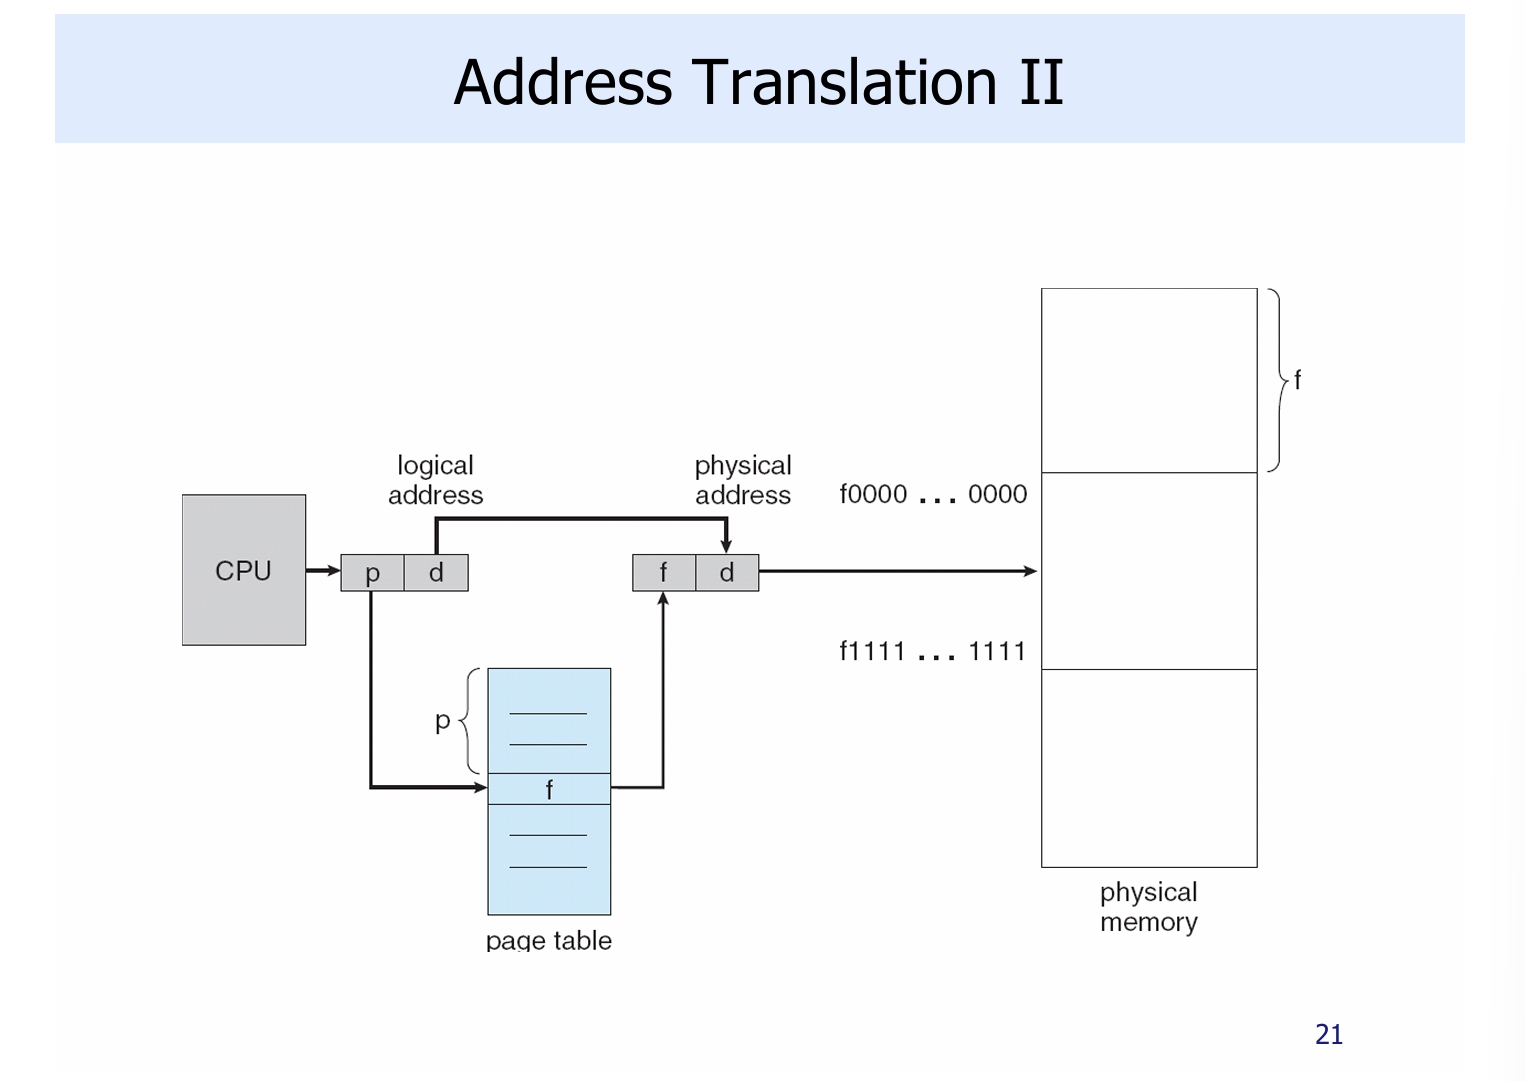 Address Translation II
f
logical
address
physical
address
f0000 ... 0000
CPU
p d
f d
f1111 ... 1111
p
f
page table
physical
memory
21